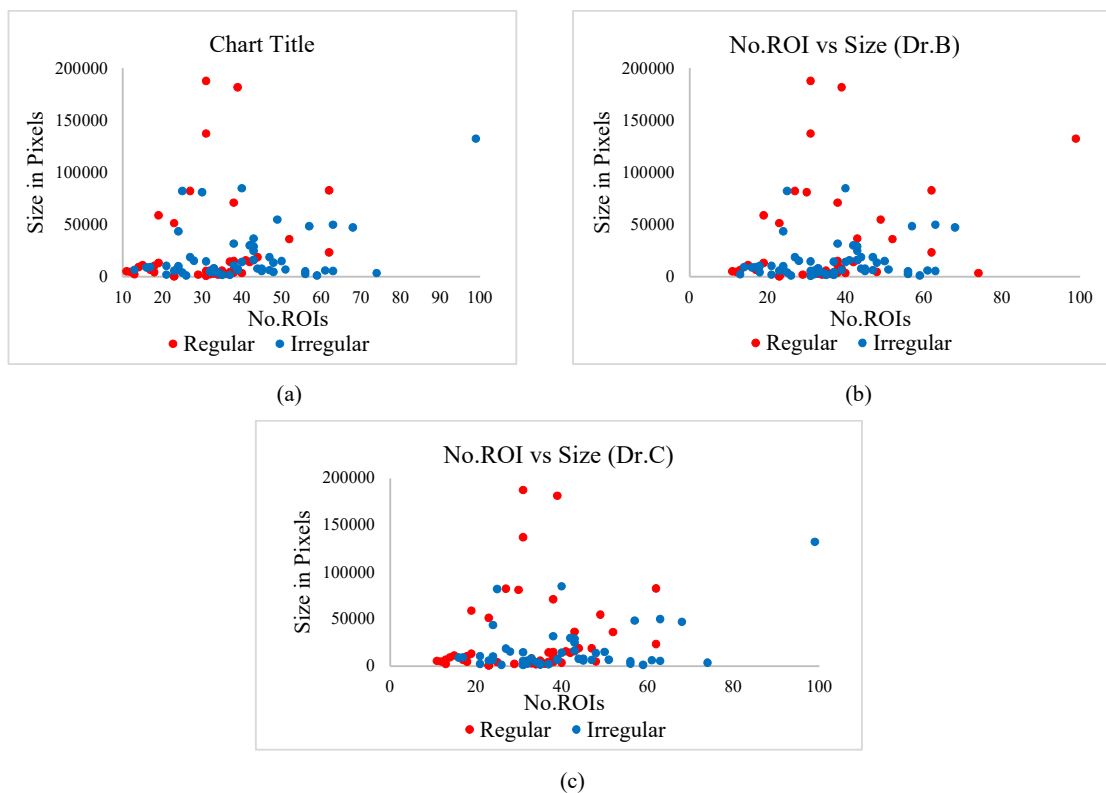 Chart Title
200000
150000
100000
50000
0
Size in Pixels
10 20 30 40 50 60 70 80 90 100
No.ROIs
Regular Irregular
(a)
No.ROI vs Size (Dr.B)
200000
150000
100000
50000
0
Size in Pixels
0 20 40 60 80 100
No.ROIs
Regular Irregular
(b)
No.ROI vs Size (Dr.C)
200000
150000
100000
50000
0
Size in Pixels
0 20 40 60 80 100
No.ROIs
Regular Irregular
(c)